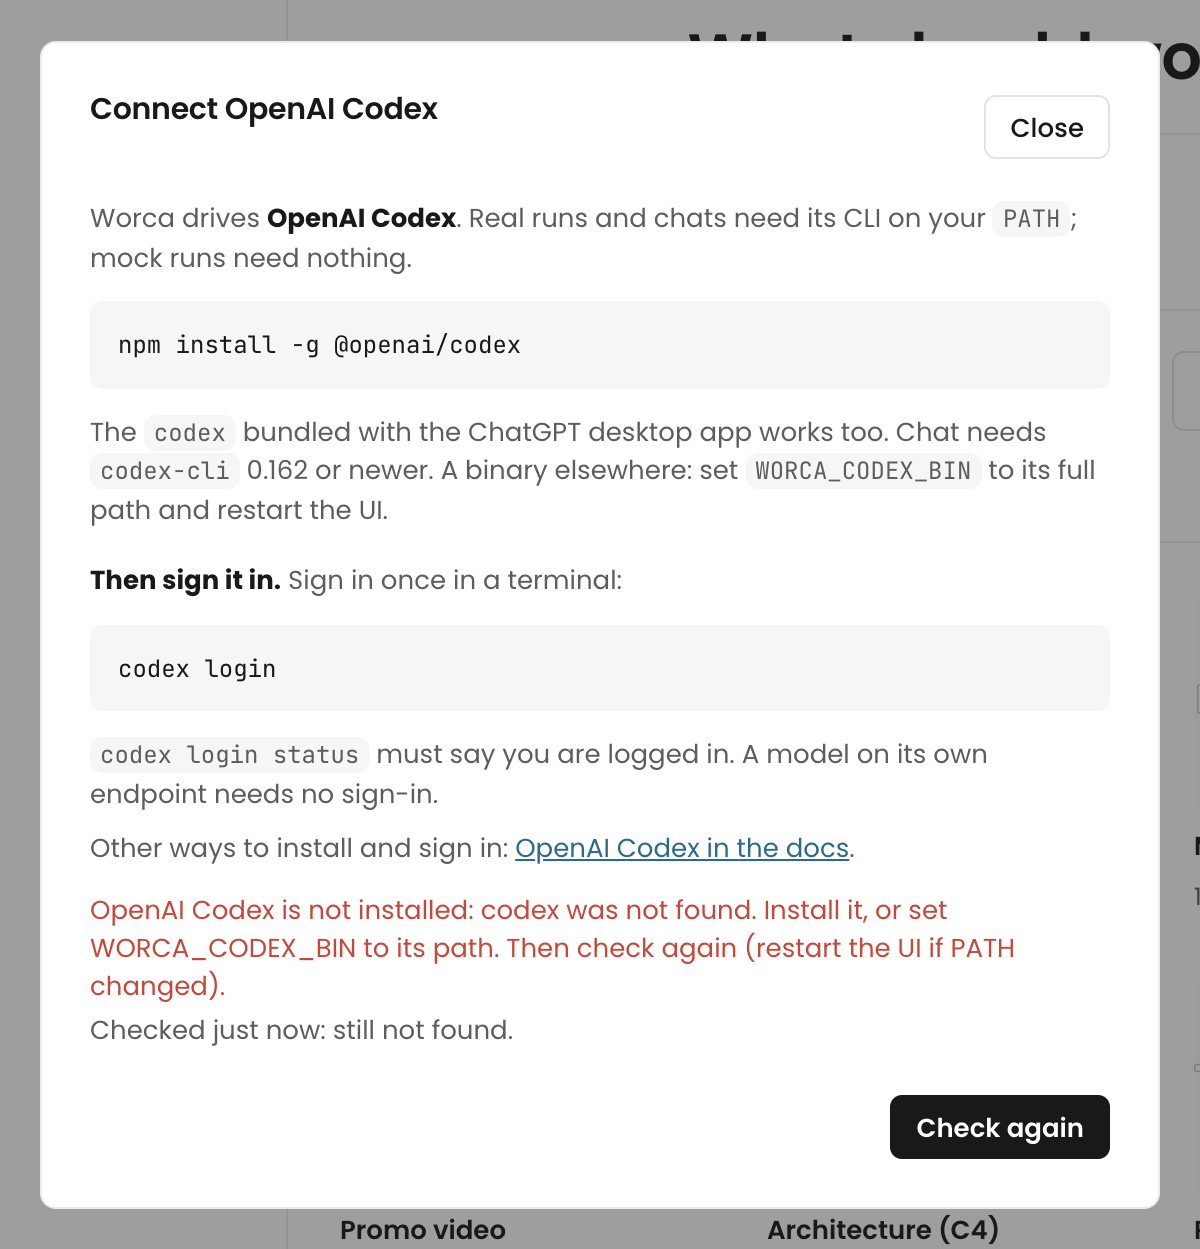 Connect OpenAI Codex
Close
Worca drives OpenAI Codex. Real runs and chats need its CLI on your PATH;
mock runs need nothing.
npm install -g @openai/codex
The codex bundled with the ChatGPT desktop app works too. Chat needs
codex-cli 0.162 or newer. A binary elsewhere: set WORCA_CODEX_BIN to its full
path and restart the UI.
Then sign it in. Sign in once in a terminal:
codex login
codex login status must say you are logged in. A model on its own
endpoint needs no sign-in.
Other ways to install and sign in: OpenAI Codex in the docs.
OpenAI Codex is not installed: codex was not found. Install it, or set
WORCA_CODEX_BIN to its path. Then check again (restart the UI if PATH
changed).
Checked just now: still not found.
Check again
Promo video
Architecture (C4)